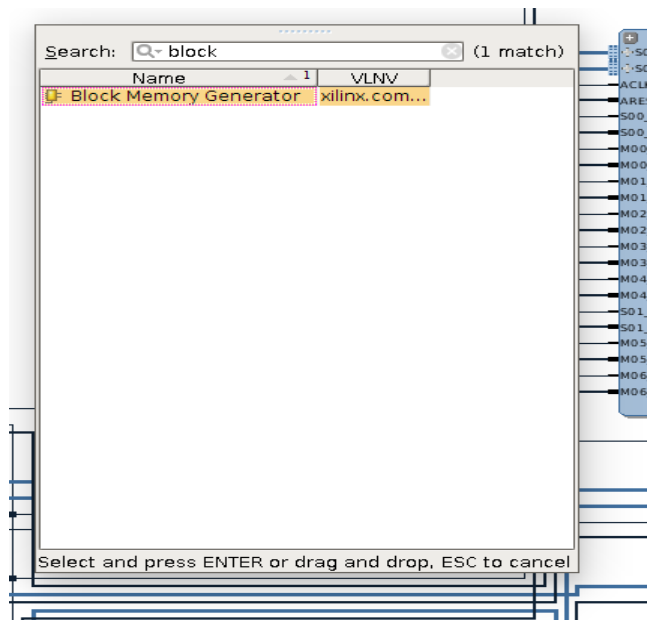 Search: block (1 match)
Name 1 VLNV
Block Memory Generator xilinx.com...
Select and press ENTER or drag and drop, ESC to cancel
ACLK
ARES
S00_
S00_
M00
M00
M01
M01
M02
M02
M03
M03
M04
M04
S01_
S01_
M05
M05
M06
M06